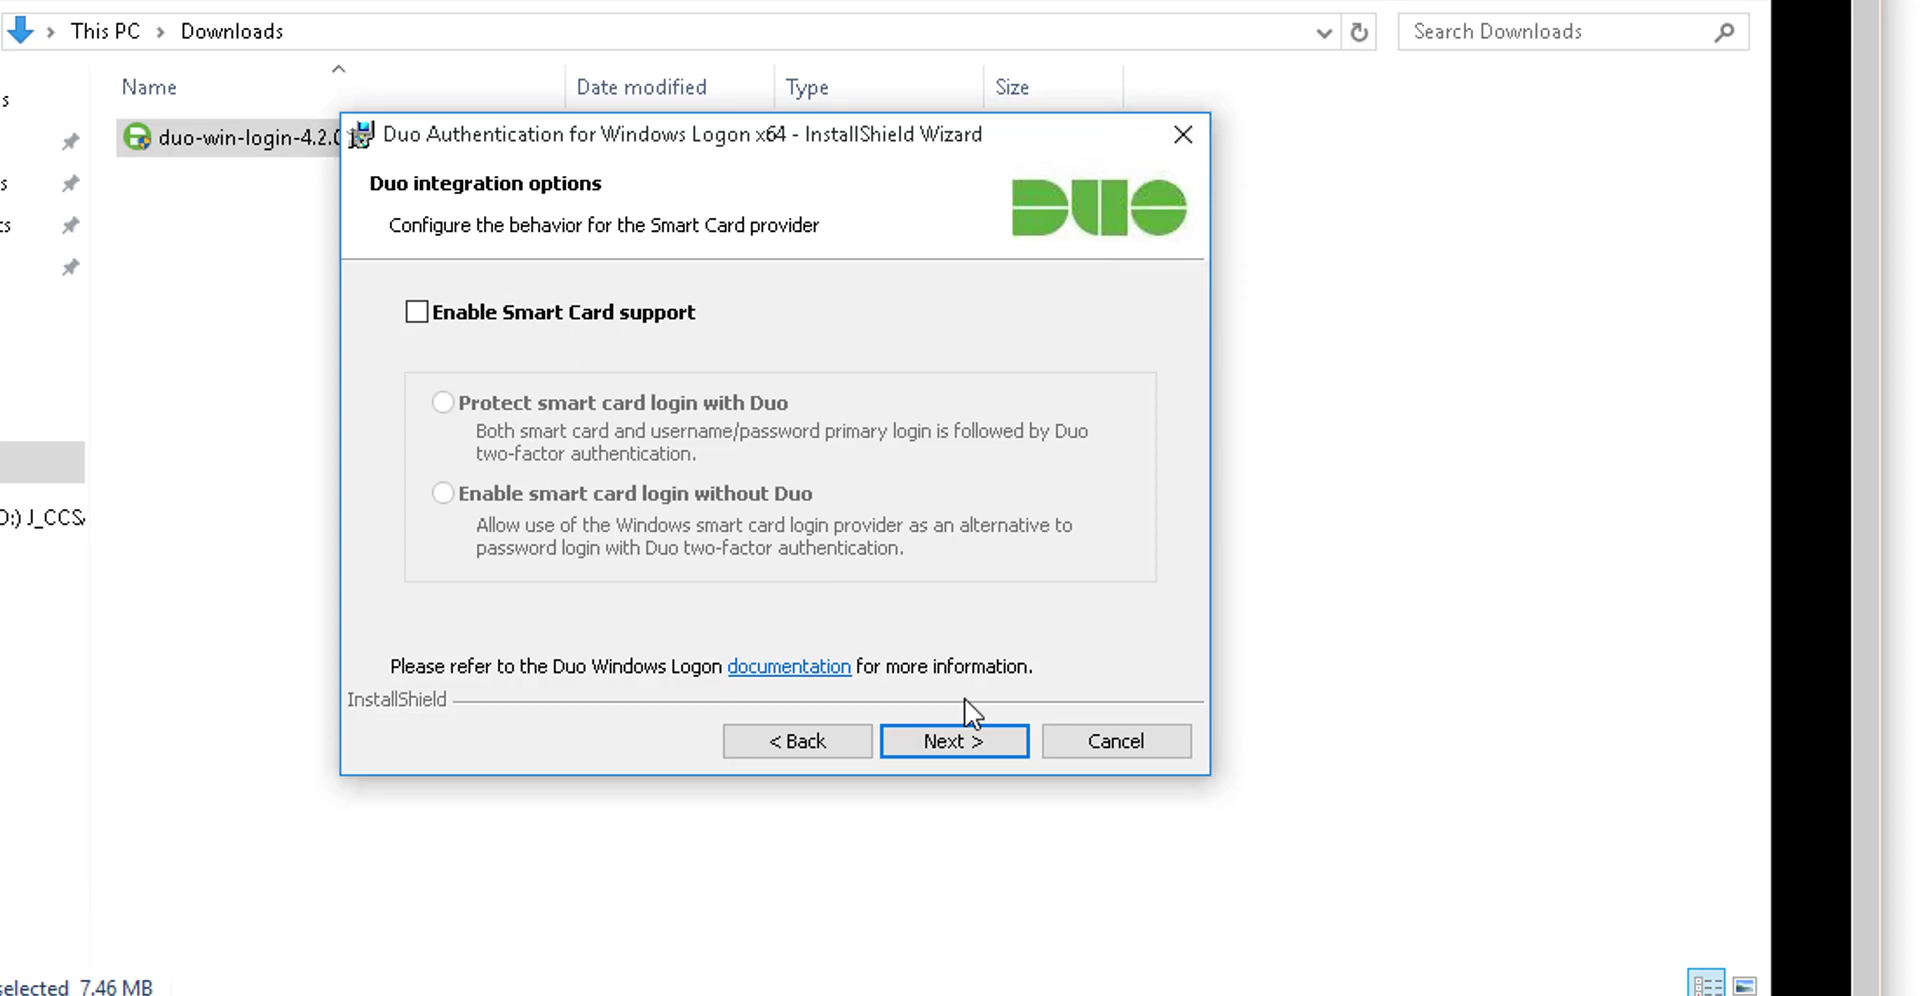 This PC > Downloads
Search Downloads
Name
Date modified
Type
Size
duo-win-login-4.2.0
Duo Authentication for Windows Logon x64 - InstallShield Wizard
Duo integration options
DUO
Configure the behavior for the Smart Card provider
Enable Smart Card support
Protect smart card login with Duo
Both smart card and username/password primary login is followed by Duo
two-factor authentication.
Enable smart card login without Duo
Allow use of the Windows smart card login provider as an alternative to
password login with Duo two-factor authentication.
Please refer to the Duo Windows Logon documentation for more information.
InstallShield
< Back
Next >
Cancel
s
s
ts
D:) J_CCS
selected 7.46 MB